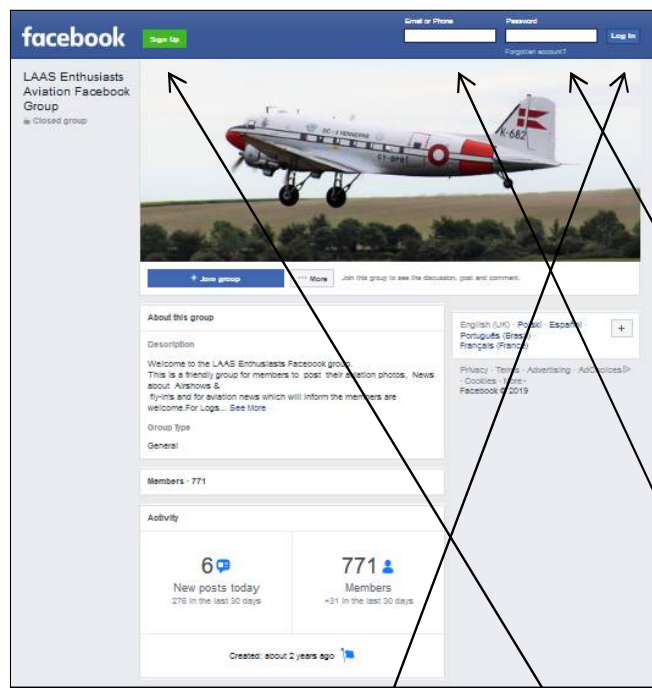 Email or Phone
Password
facebook
Sign Up
Log In
Forgotten account?
LAAS Enthusiasts
Aviation Facebook
Group
Closed group
DC-3 VENNERNE
OY-BPB
K-682
+ Join group
··· More
Join this group to see the discussion, post and comment.
About this group
Description
Welcome to the LAAS Enthusiasts Facebook group.
This is a friendly group for members to post their aviation photos, News
about Airshows &
fly-in's and for aviation news which will inform the members are
welcome.For Logs... See More
Group Type
General
Members · 771
Activity
6
New posts today
276 in the last 30 days
771
Members
+31 in the last 30 days
Created: about 2 years ago
English (UK) · Polski · Español ·
Português (Brasil) ·
Français (France)
+
Privacy · Terms · Advertising · AdChoices
· Cookies · More ·
Facebook © 2019